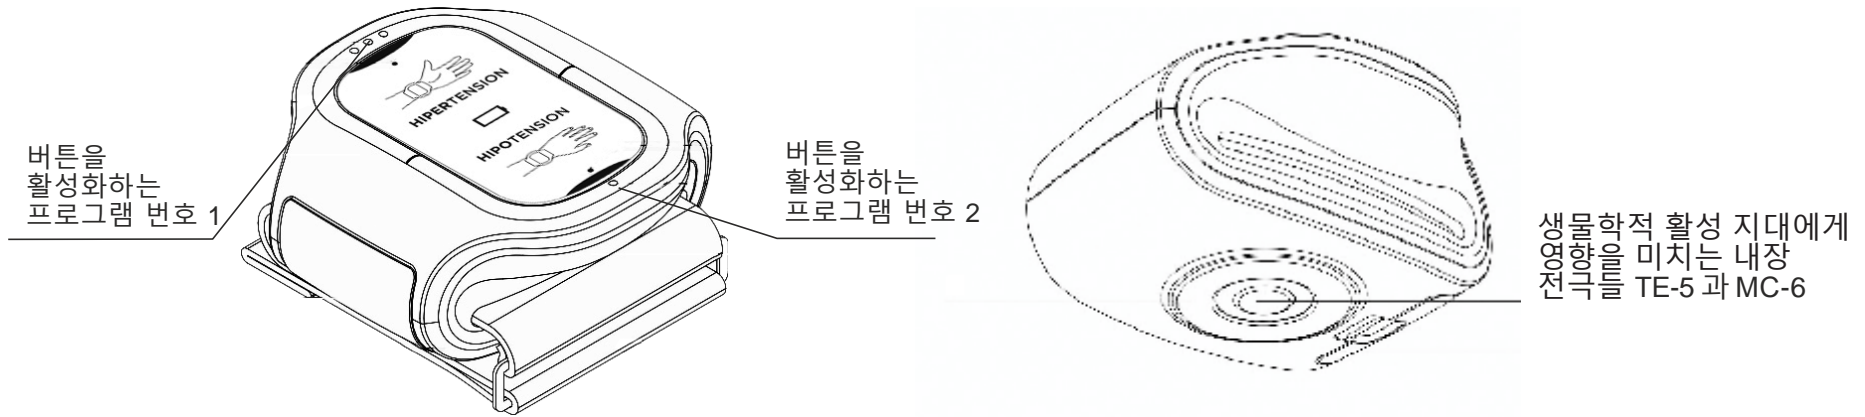 버튼을
활성화하는
프로그램 번호 1
HIPERTENSION
HIPOTENSION
버튼을
활성화하는
프로그램 번호 2
생물학적 활성 지대에게
영향을 미치는 내장
전극들 TE-5 과 MC-6